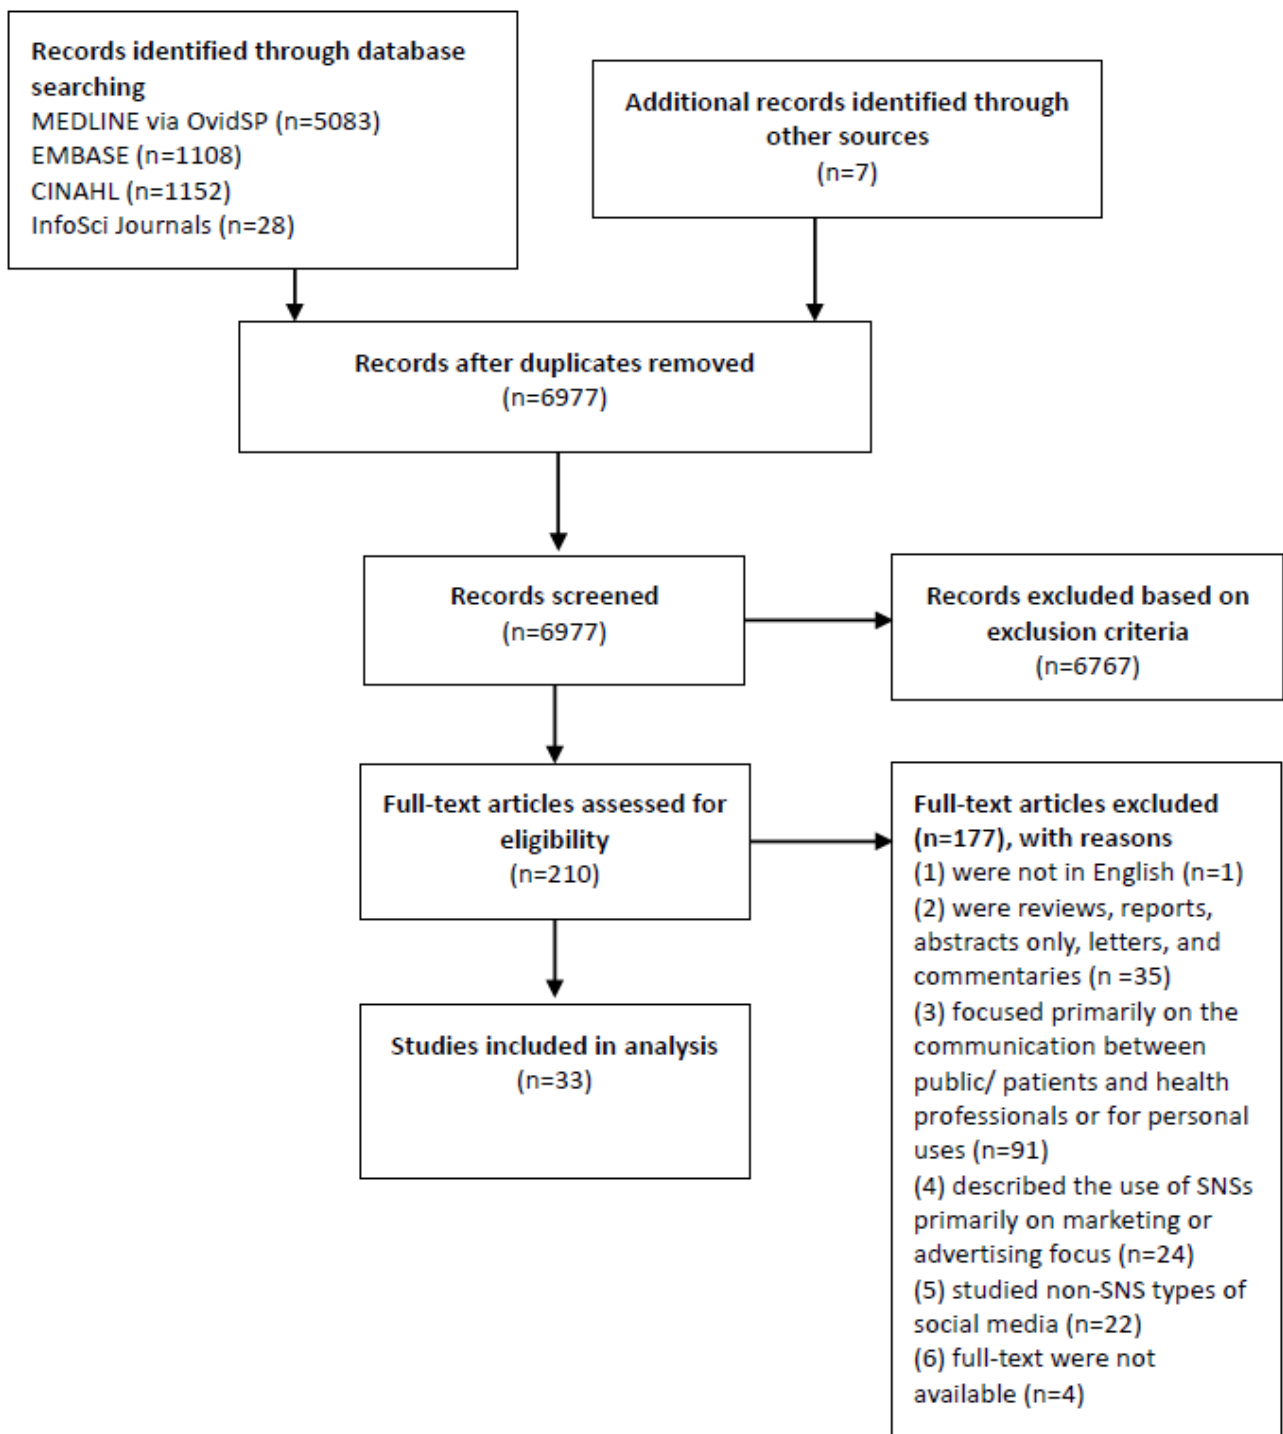 Records identified through database
searching
MEDLINE via OvidSP (n=5083)
EMBASE (n=1108)
CINAHL (n=1152)
InfoSci Journals (n=28)
Additional records identified through
other sources
(n=7)
Records after duplicates removed
(n=6977)
Records screened
(n=6977)
Records excluded based on
exclusion criteria
(n=6767)
Full-text articles assessed for
eligibility
(n=210)
Full-text articles excluded
(n=177), with reasons
(1) were not in English (n=1)
(2) were reviews, reports,
abstracts only, letters, and
commentaries (n =35)
(3) focused primarily on the
communication between
public/ patients and health
professionals or for personal
uses (n=91)
(4) described the use of SNSs
primarily on marketing or
advertising focus (n=24)
(5) studied non-SNS types of
social media (n=22)
(6) full-text were not
available (n=4)
Studies included in analysis
(n=33)